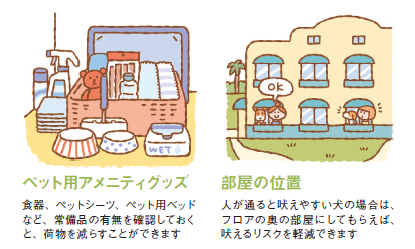 OK
WET
ペット用アメニティグッズ
食器、ペットシーツ、ペット用ベッド
など、常備品の有無を確認しておく
と、荷物を減らすことができます
部屋の位置
人が通ると吠えやすい犬の場合は、
フロアの奥の部屋にしてもらえば、
吠えるリスクを軽減できます